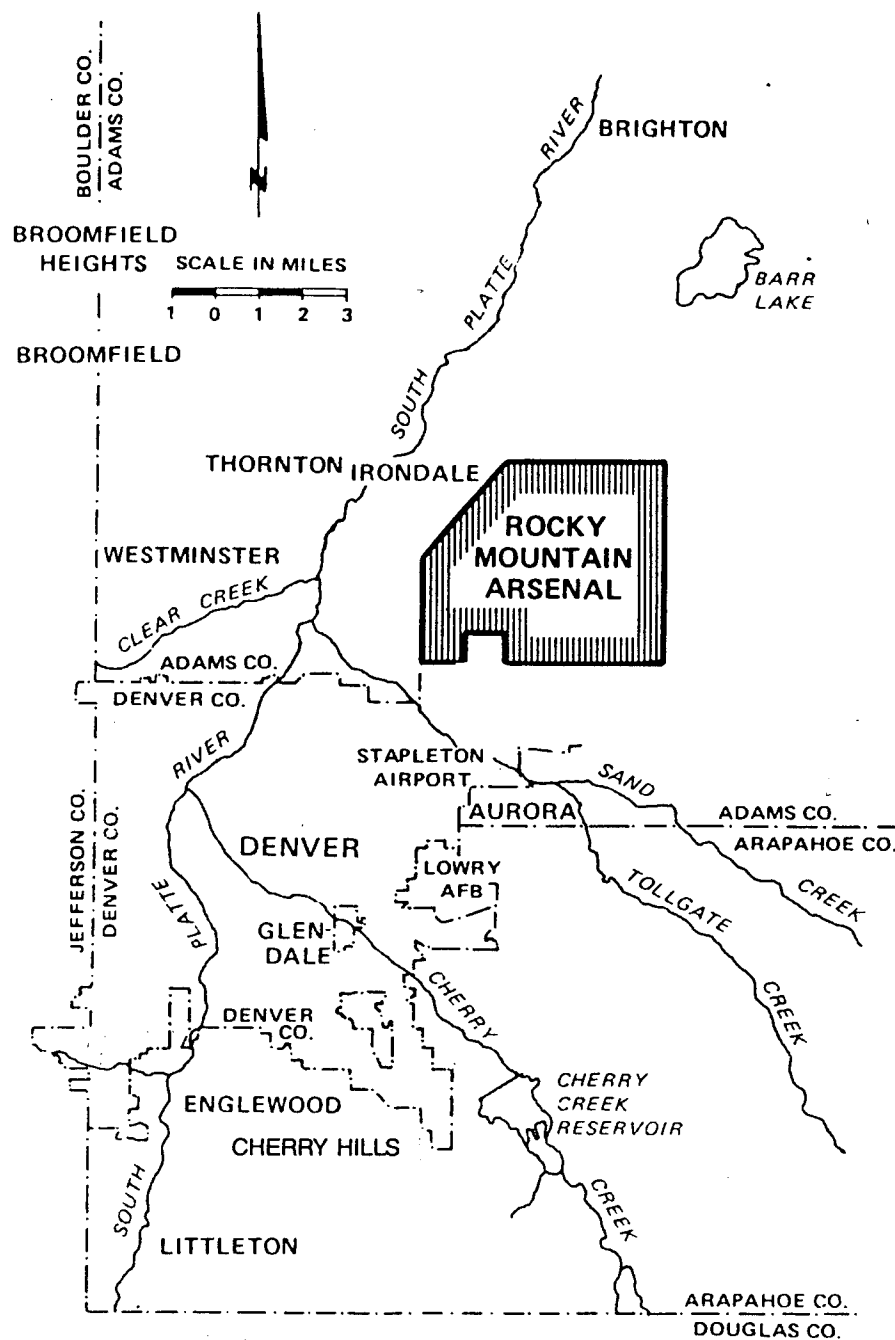 BOULDER CO.
ADAMS CO.
RIVER
BRIGHTON
BROOMFIELD
HEIGHTS
SCALE IN MILES
1 0 1 2 3
PLATTE
BARR
LAKE
BROOMFIELD
SOUTH
THORNTON
IRONDALE
ROCKY
MOUNTAIN
ARSENAL
WESTMINSTER
CLEAR CREEK
ADAMS CO.
DENVER CO.
RIVER
STAPLETON
AIRPORT
SAND
AURORA
ADAMS CO.
ARAPAHOE CO.
JEFFERSON CO.
DENVER CO.
DENVER
LOWRY
AFB
CREEK
TOLLGATE
PLATTE
GLEN-
DALE
CHERRY
DENVER
CO.
CREEK
ENGLEWOOD
CHERRY
CREEK
RESERVOIR
CHERRY HILLS
SOUTH
CREEK
LITTLETON
ARAPAHOE CO.
DOUGLAS CO.